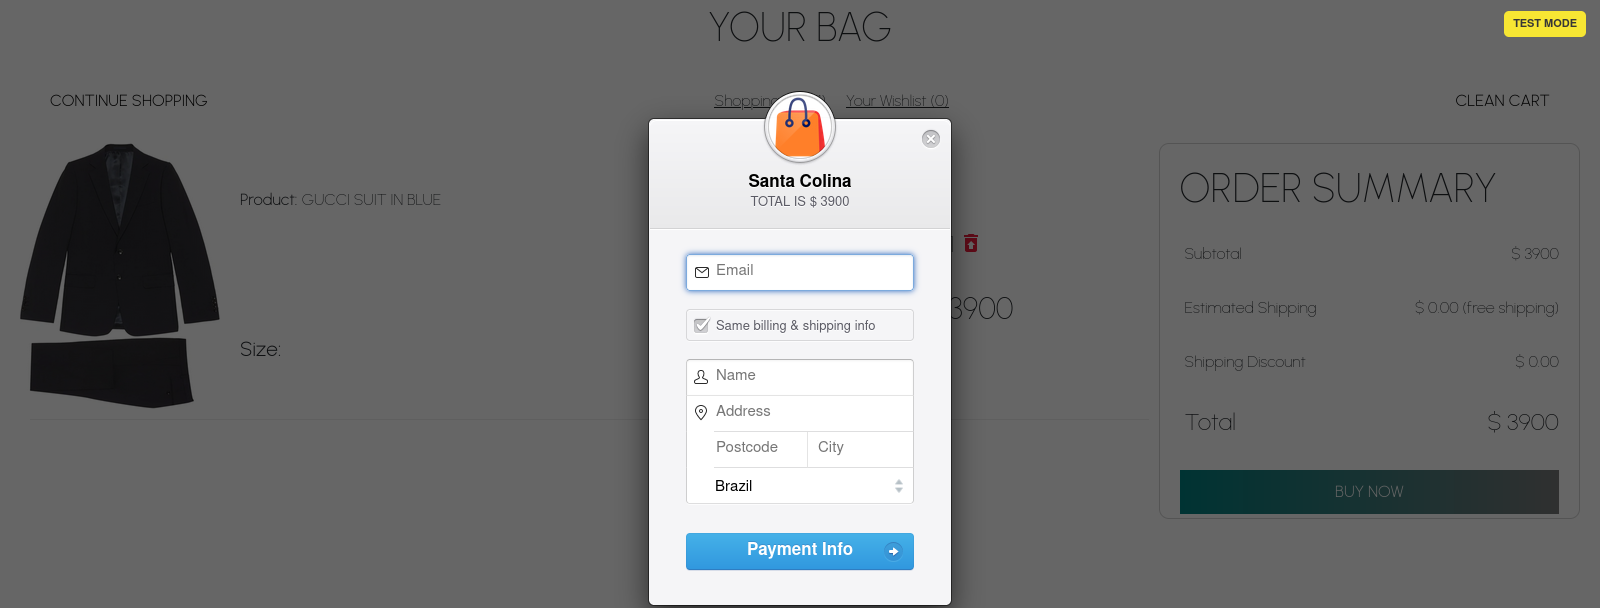 YOUR BAG
TEST MODE
CONTINUE SHOPPING
Shopping
Your Wishlist (0)
CLEAN CART
Santa Colina
TOTAL IS $ 3900
Product: GUCCI SUIT IN BLUE
Size:
3900
Email
Same billing & shipping info
Name
Address
Postcode City
Brazil
Payment Info
ORDER SUMMARY
Subtotal $ 3900
Estimated Shipping $ 0.00 (free shipping)
Shipping Discount $ 0.00
Total $ 3900
BUY NOW